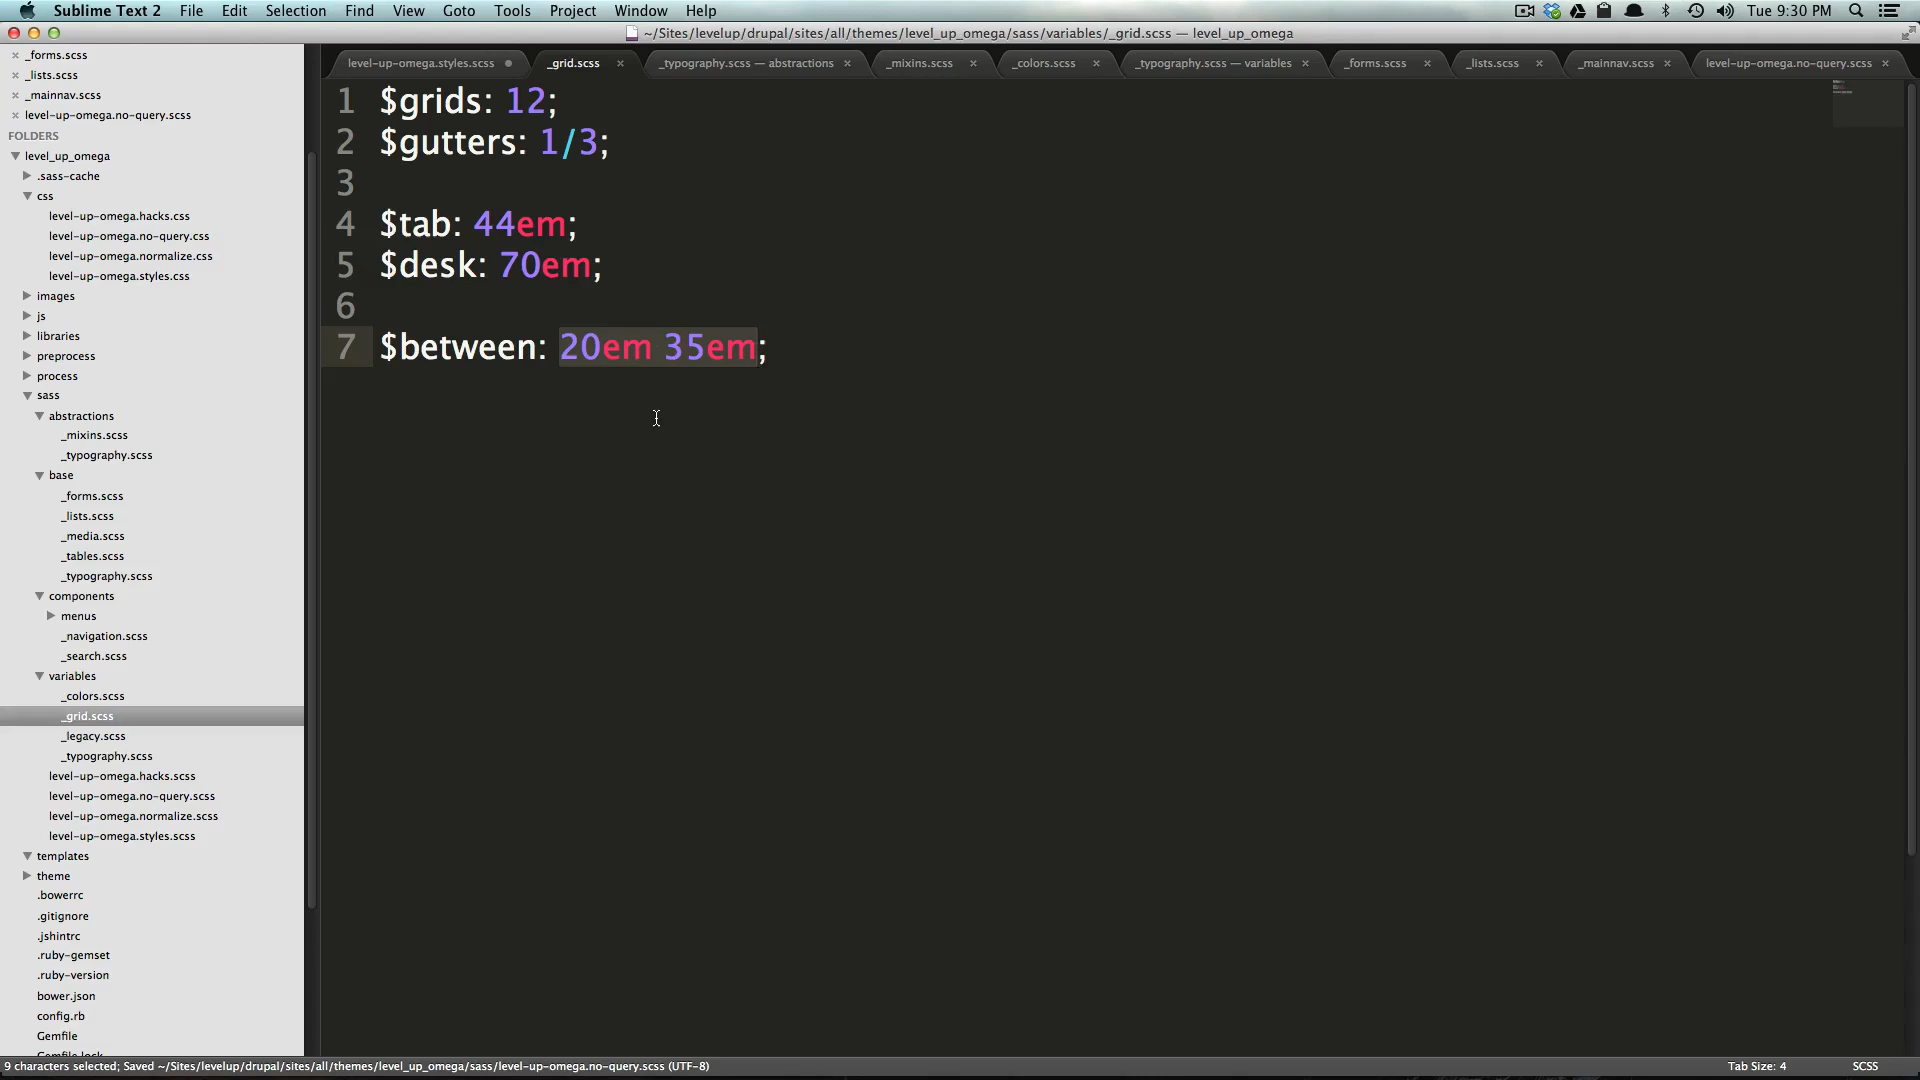 Sublime Text 2 File Edit Selection Find View Goto Tools Project Window Help Tue 9:30 PM
~/Sites/levelup/drupal/sites/all/themes/level_up_omega/sass/variables/_grid.scss — level_up_omega
level-up-omega.styles.scss _grid.scss _typography.scss — abstractions _mixins.scss _colors.scss _typography.scss — variables _forms.scss _lists.scss _mainnav.scss level-up-omega.no-query.scss
_forms.scss
_lists.scss
_mainnav.scss
level-up-omega.no-query.scss
FOLDERS
level_up_omega
.sass-cache
css
level-up-omega.hacks.css
level-up-omega.no-query.css
level-up-omega.normalize.css
level-up-omega.styles.css
images
js
libraries
preprocess
process
sass
abstractions
_mixins.scss
_typography.scss
base
_forms.scss
_lists.scss
_media.scss
_tables.scss
_typography.scss
components
menus
_navigation.scss
_search.scss
variables
_colors.scss
_grid.scss
_legacy.scss
_typography.scss
level-up-omega.hacks.scss
level-up-omega.no-query.scss
level-up-omega.normalize.scss
level-up-omega.styles.scss
templates
theme
.bowerrc
.gitignore
.jshintrc
.ruby-gemset
.ruby-version
bower.json
config.rb
Gemfile
Gemfile.lock
1 $grids: 12;
2 $gutters: 1/3;
3
4 $tab: 44em;
5 $desk: 70em;
6
7 $between: 20em 35em;
9 characters selected; Saved ~/Sites/levelup/drupal/sites/all/themes/level_up_omega/sass/level-up-omega.no-query.scss (UTF-8) Tab Size: 4 SCSS